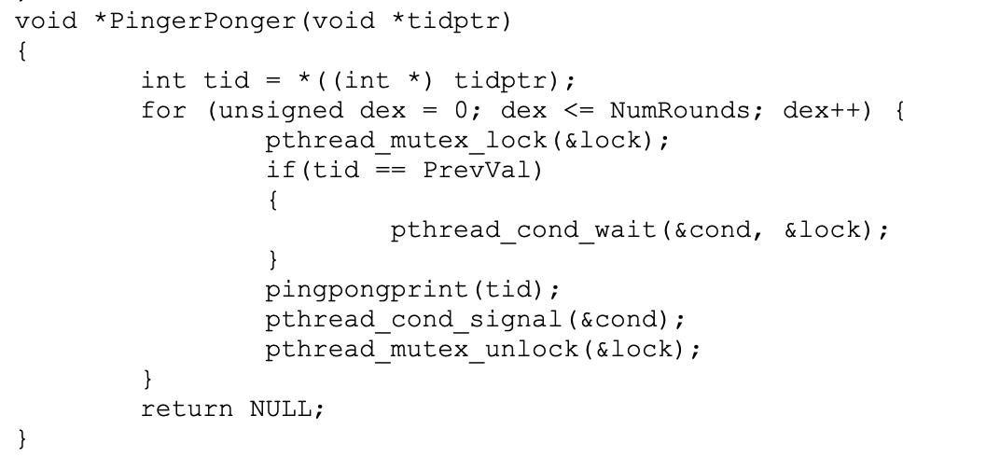 void *PingerPonger(void *tidptr)
{
        int tid = *((int *) tidptr);
        for (unsigned dex = 0; dex <= NumRounds; dex++) {
                pthread_mutex_lock(&lock);
                if(tid == PrevVal)
                {
                        pthread_cond_wait(&cond, &lock);
                }
                pingpongprint(tid);
                pthread_cond_signal(&cond);
                pthread_mutex_unlock(&lock);
        }
        return NULL;
}